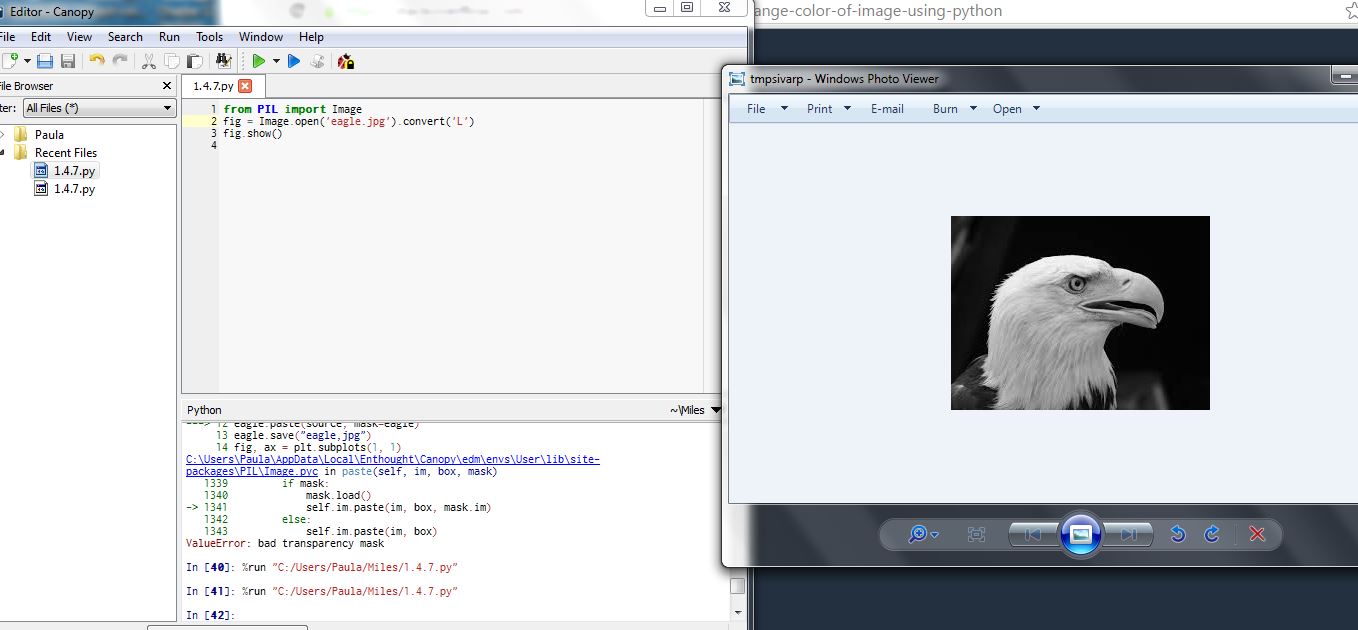 Editor - Canopy
File Edit View Search Run Tools Window Help
File Browser
ter: All Files (*)
Paula
Recent Files
1.4.7.py
1.4.7.py
1.4.7.py
1 from PIL import Image
2 fig = Image.open('eagle.jpg').convert('L')
3 fig.show()
4
Python ~\Miles
----> 12 eagle.paste(source, mask=eagle)
13 eagle.save("eagle,jpg")
14 fig, ax = plt.subplots(1, 1)
C:\Users\Paula\AppData\Local\Enthought\Canopy\edm\envs\User\lib\site-
packages\PIL\Image.pyc in paste(self, im, box, mask)
1339 if mask:
1340 mask.load()
-> 1341 self.im.paste(im, box, mask.im)
1342 else:
1343 self.im.paste(im, box)
ValueError: bad transparency mask
In [40]: %run "C:/Users/Paula/Miles/1.4.7.py"
In [41]: %run "C:/Users/Paula/Miles/1.4.7.py"
In [42]:
ange-color-of-image-using-python
tmpsivarp - Windows Photo Viewer
File Print E-mail Burn Open